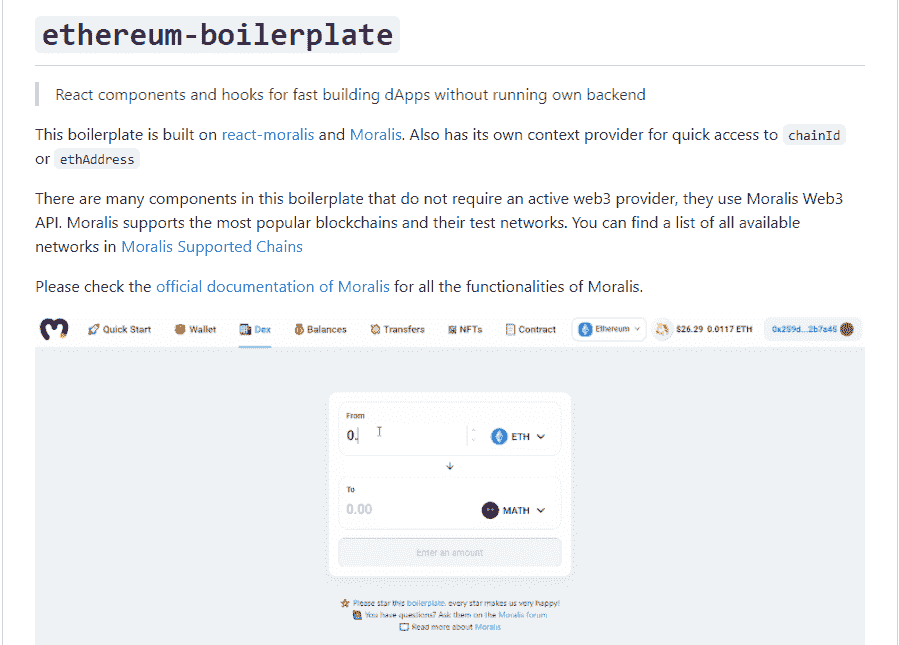 ethereum-boilerplate
React components and hooks for fast building dApps without running own backend
This boilerplate is built on react-moralis and Moralis. Also has its own context provider for quick access to chainId
or ethAddress
There are many components in this boilerplate that do not require an active web3 provider, they use Moralis Web3
API. Moralis supports the most popular blockchains and their test networks. You can find a list of all available
networks in Moralis Supported Chains
Please check the official documentation of Moralis for all the functionalities of Moralis.
Quick Start Wallet Dex Balances Transfers NFTs Contract Ethereum $26.29 0.0117 ETH 0x259d...2b7a45
From
0. ETH
To
0.00 MATH
Enter an amount
Please star this boilerplate, every star makes us very happy!
You have questions? Ask them on the Moralis forum
Read more about Moralis